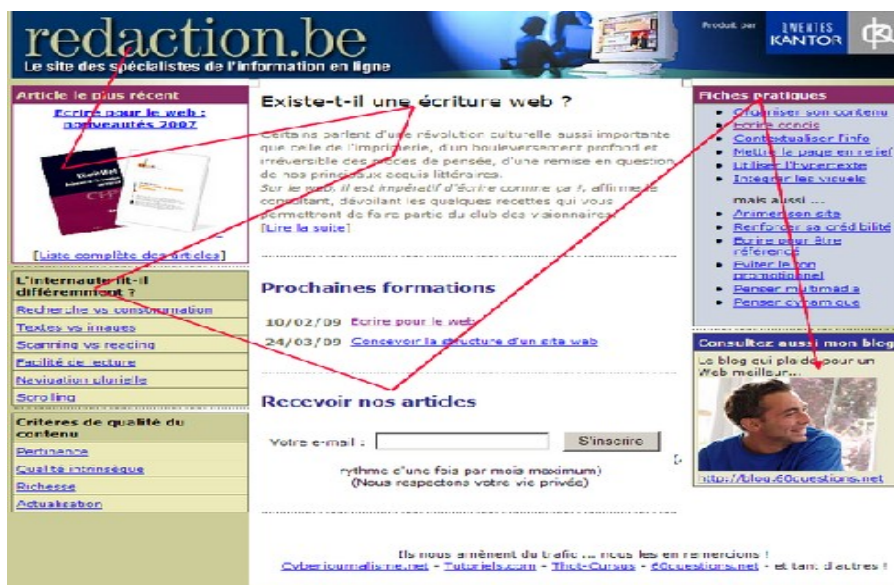 redaction.be
Le site des spécialistes de l'information en ligne
Produit par
KANTOR
Article le plus récent
Ecrire pour le web :
nouveautés 2007
[Liste complète des articles]
L'internaute lit-il
différemment ?
Recherche vs consommation
Textes vs images
Scanning vs reading
Facilité de lecture
Navigation plurielle
Scrolling
Critères de qualité du
contenu
Pertinence
Qualité intrinsèque
Richesse
Actualisation
Existe-t-il une écriture web ?
Certains parlent d'une révolution culturelle aussi importante
que celle de l'imprimerie, d'un bouleversement profond et
irréversible des modes de pensée, d'une remise en question
de nos principaux acquis littéraires.
Sur le web, il est impératif d'écrire comme ça !, affirme le
consultant, dévoilant les quelques recettes qui vous
permettront de faire partie du club des visionnaires.
[Lire la suite]
Prochaines formations
10/02/09 Ecrire pour le web
24/03/09 Concevoir la structure d'un site web
Recevoir nos articles
Votre e-mail : S'inscrire
rythme d'une fois par mois maximum)
(Nous respectons votre vie privée)
Ils nous amènent du trafic ... nous les en remercions !
Cyberjournalisme.net - Tutoriels.com - Thot-Cursus - 60questions.net - et tant d'autres !
Fiches pratiques
Organiser son contenu
Ecrire concis
Contextualiser l'info
Mettre la page en relief
Utiliser l'hypertexte
Intégrer les visuels
mais aussi ...
Animer son site
Renforcer sa crédibilité
Ecrire pour être
référencé
Eviter le ton
promotionnel
Penser multimédia
Penser dynamique
Consultez aussi mon blog
Le blog qui plaide pour un
Web meilleur...
http://blog.60questions.net